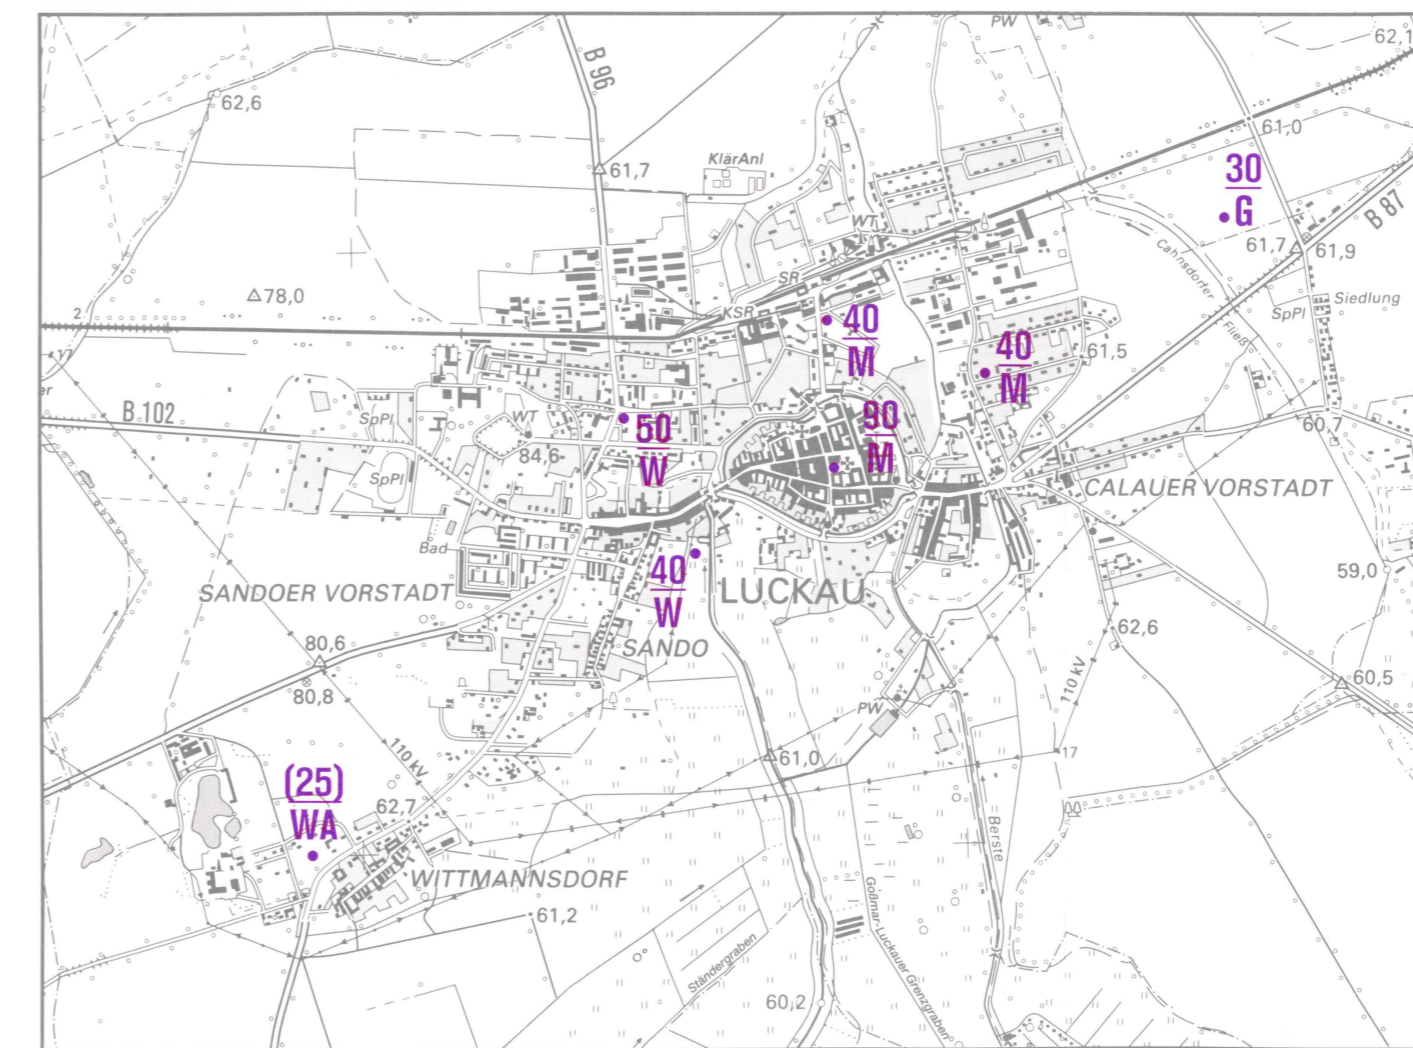 PW
62,1
B 96
62,6
61,0
KlärAnl
61,7
30
G
B 87
WT
61,7
61,9
Cahnsdorfer
Fließ
SR
78,0
Siedlung
SpPl
KSR
2
40
M
17
40
M
61,5
er
B 102
SpPl
WT
50
W
90
M
60,7
84,6
SpPl
CALAUER VORSTADT
Bad
40
W
59,0
SANDOER VORSTADT
LUCKAU
62,6
80,6
SANDO
110 kV
60,5
80,8
PW
110 kV
61,0
17
(25)
WA
62,7
Berste
WITTMANNSDORF
61,2
Goßmar-Luckauer Grenzgraben
Ständergraben
60,2